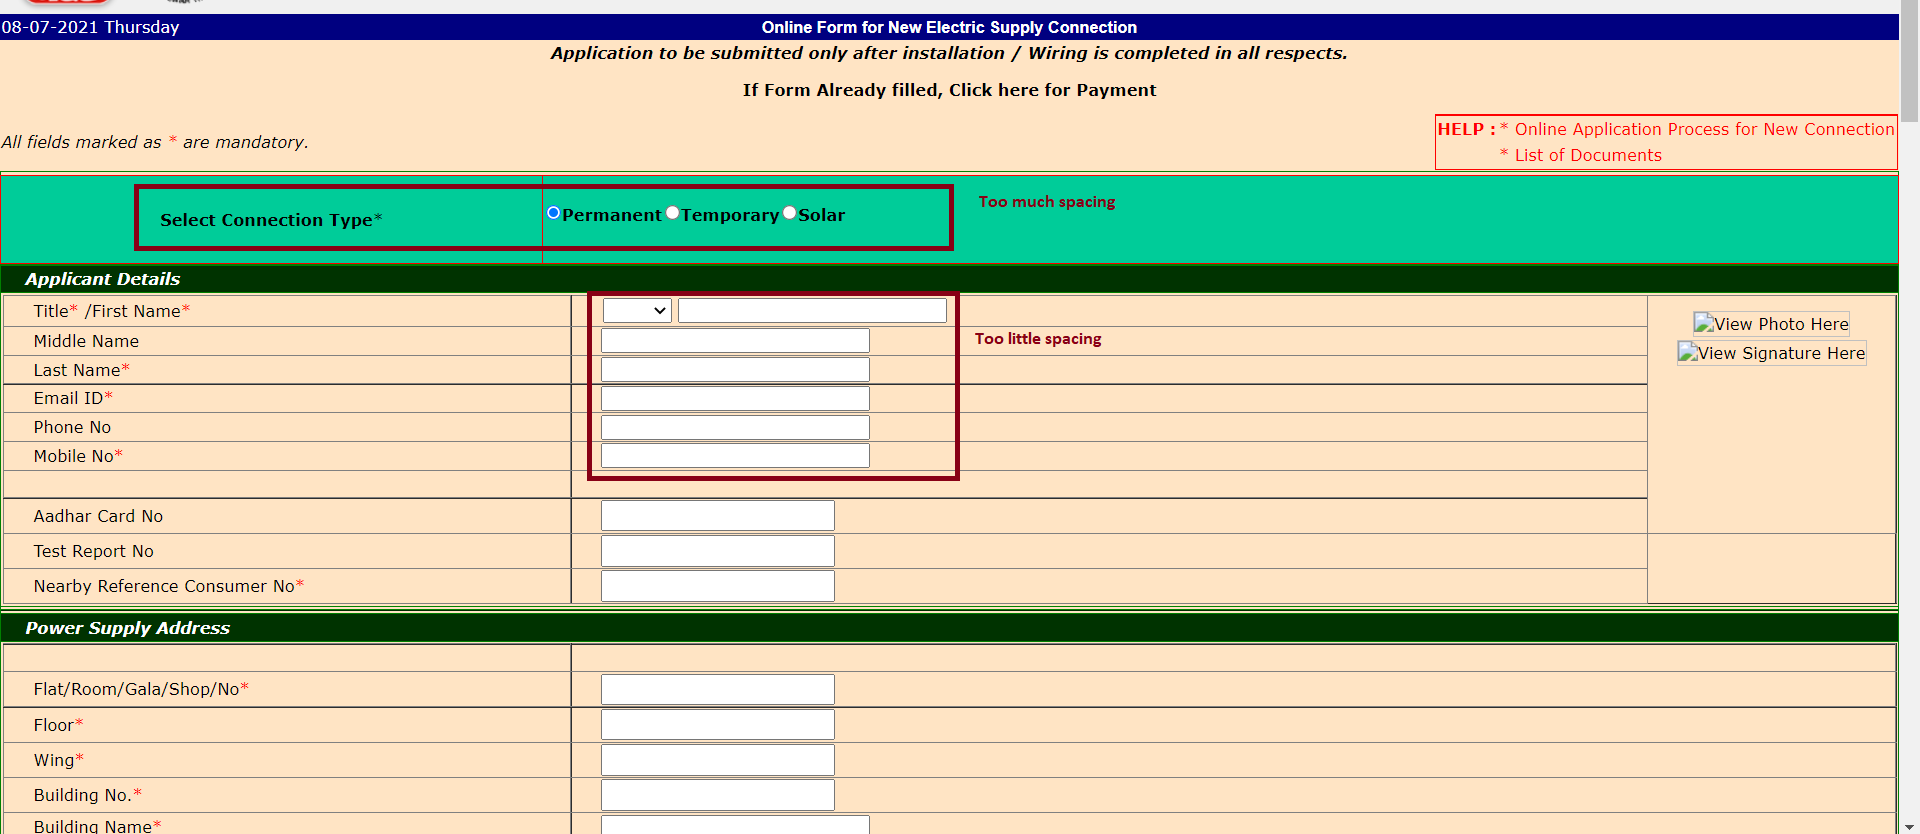 08-07-2021 Thursday Online Form for New Electric Supply Connection
Application to be submitted only after installation / Wiring is completed in all respects.
If Form Already filled, Click here for Payment
All fields marked as * are mandatory.
HELP : * Online Application Process for New Connection
* List of Documents
Select Connection Type* Permanent Temporary Solar
Too much spacing
Applicant Details
Title* /First Name*
Middle Name
Too little spacing
Last Name*
Email ID*
Phone No
Mobile No*
View Photo Here
View Signature Here
Aadhar Card No
Test Report No
Nearby Reference Consumer No*
Power Supply Address
Flat/Room/Gala/Shop/No*
Floor*
Wing*
Building No.*
Building Name*